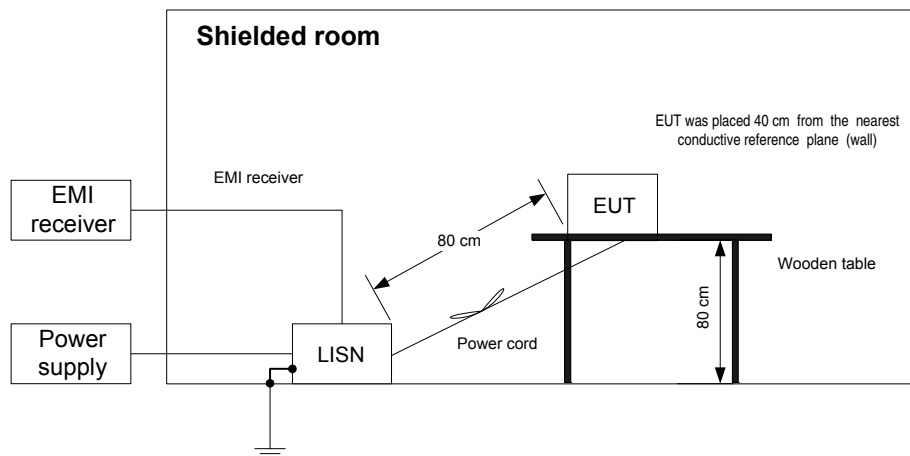 Shielded room
EUT was placed 40 cm from the nearest
conductive reference plane (wall)
EMI receiver
EMI
receiver
EUT
80 cm
Wooden table
80 cm
Power
supply
LISN
Power cord